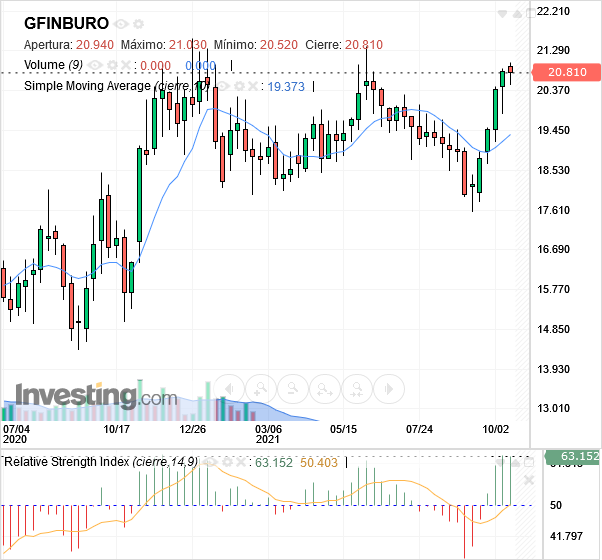 GFINBURO
Apertura: 20.940 Máximo: 21.030 Mínimo: 20.520 Cierre: 20.810
Volume (9) 0.000 0.000
Simple Moving Average (cierre,10) 19.373
22.210
21.290
20.810
20.370
19.450
18.530
17.610
16.690
15.770
14.850
13.930
13.010
Investing.com
07/04 10/17 12/26 03/06 05/15 07/24 10/02
2020 2021
Relative Strength Index (cierre,14,9) 63.152 50.403
63.152
50
41.797